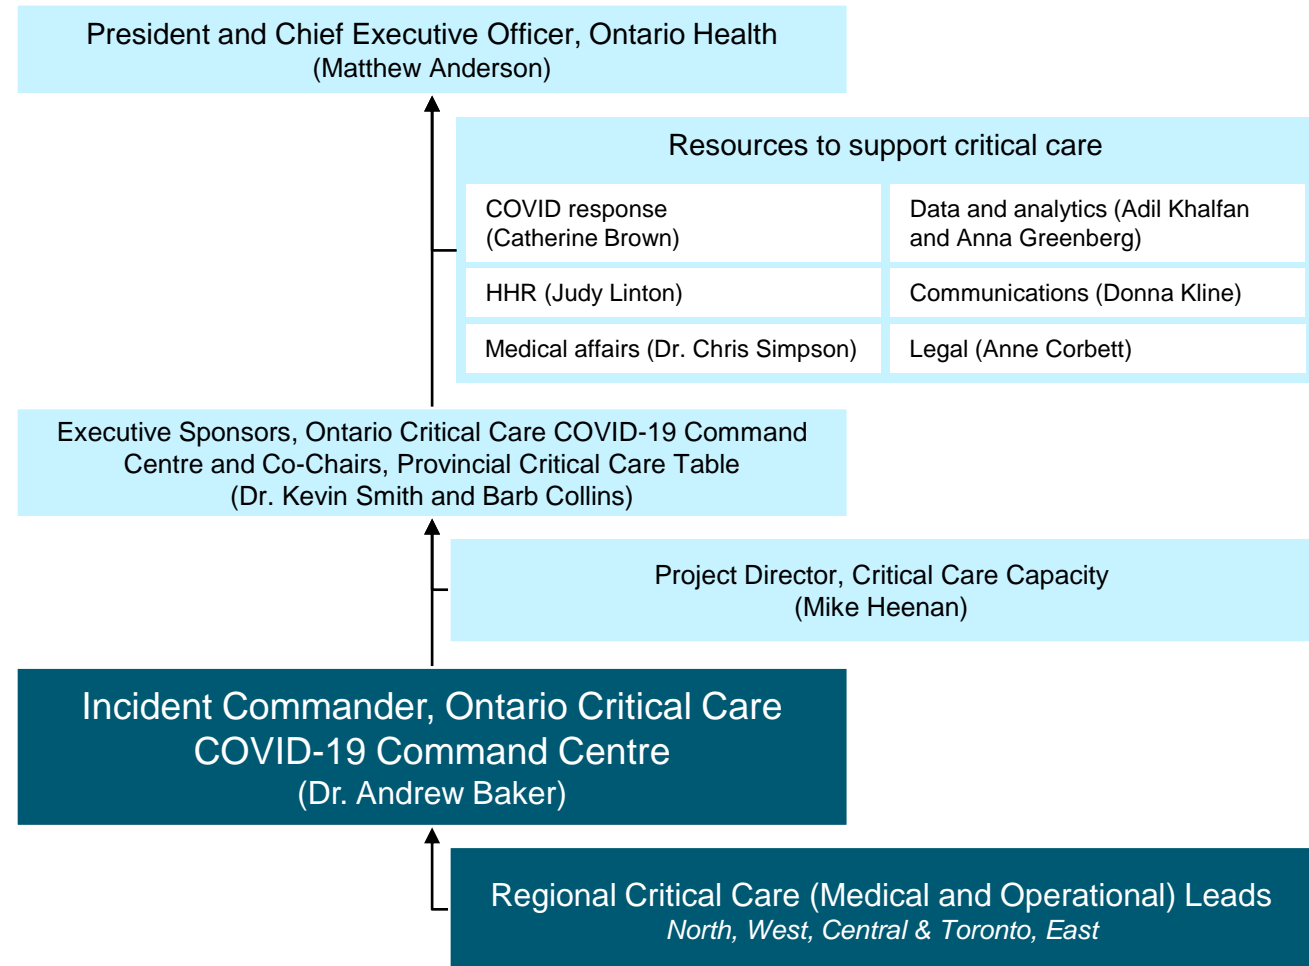 President and Chief Executive Officer, Ontario Health
(Matthew Anderson)
Resources to support critical care
COVID response
(Catherine Brown)
Data and analytics (Adil Khalfan
and Anna Greenberg)
HHR (Judy Linton)
Communications (Donna Kline)
Medical affairs (Dr. Chris Simpson)
Legal (Anne Corbett)
Executive Sponsors, Ontario Critical Care COVID-19 Command
Centre and Co-Chairs, Provincial Critical Care Table
(Dr. Kevin Smith and Barb Collins)
Project Director, Critical Care Capacity
(Mike Heenan)
Incident Commander, Ontario Critical Care
COVID-19 Command Centre
(Dr. Andrew Baker)
Regional Critical Care (Medical and Operational) Leads
North, West, Central & Toronto, East